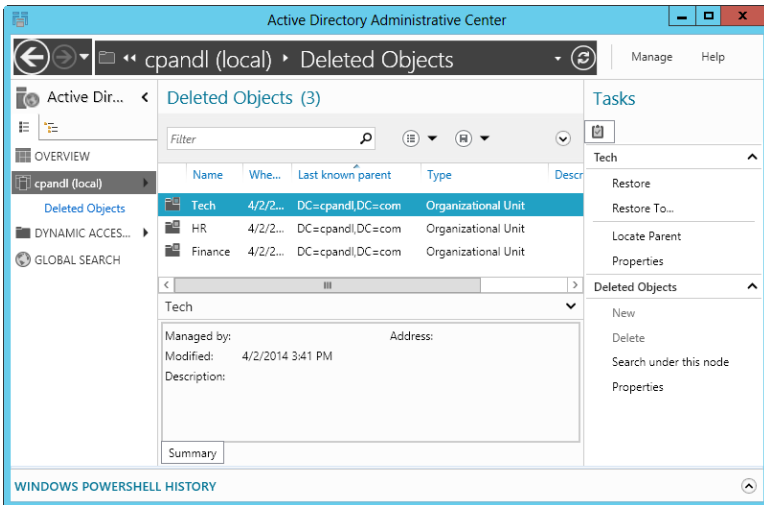 Active Directory Administrative Center
cpandl (local) Deleted Objects Manage Help
Active Dir...
OVERVIEW
cpandl (local)
Deleted Objects
DYNAMIC ACCES...
GLOBAL SEARCH
Deleted Objects (3)
Filter
Name Whe... Last known parent Type Descr
Tech 4/2/2... DC=cpandl,DC=com Organizational Unit
HR 4/2/2... DC=cpandl,DC=com Organizational Unit
Finance 4/2/2... DC=cpandl,DC=com Organizational Unit
Tech
Managed by: Address:
Modified: 4/2/2014 3:41 PM
Description:
Summary
Tasks
Tech
Restore
Restore To...
Locate Parent
Properties
Deleted Objects
New
Delete
Search under this node
Properties
WINDOWS POWERSHELL HISTORY